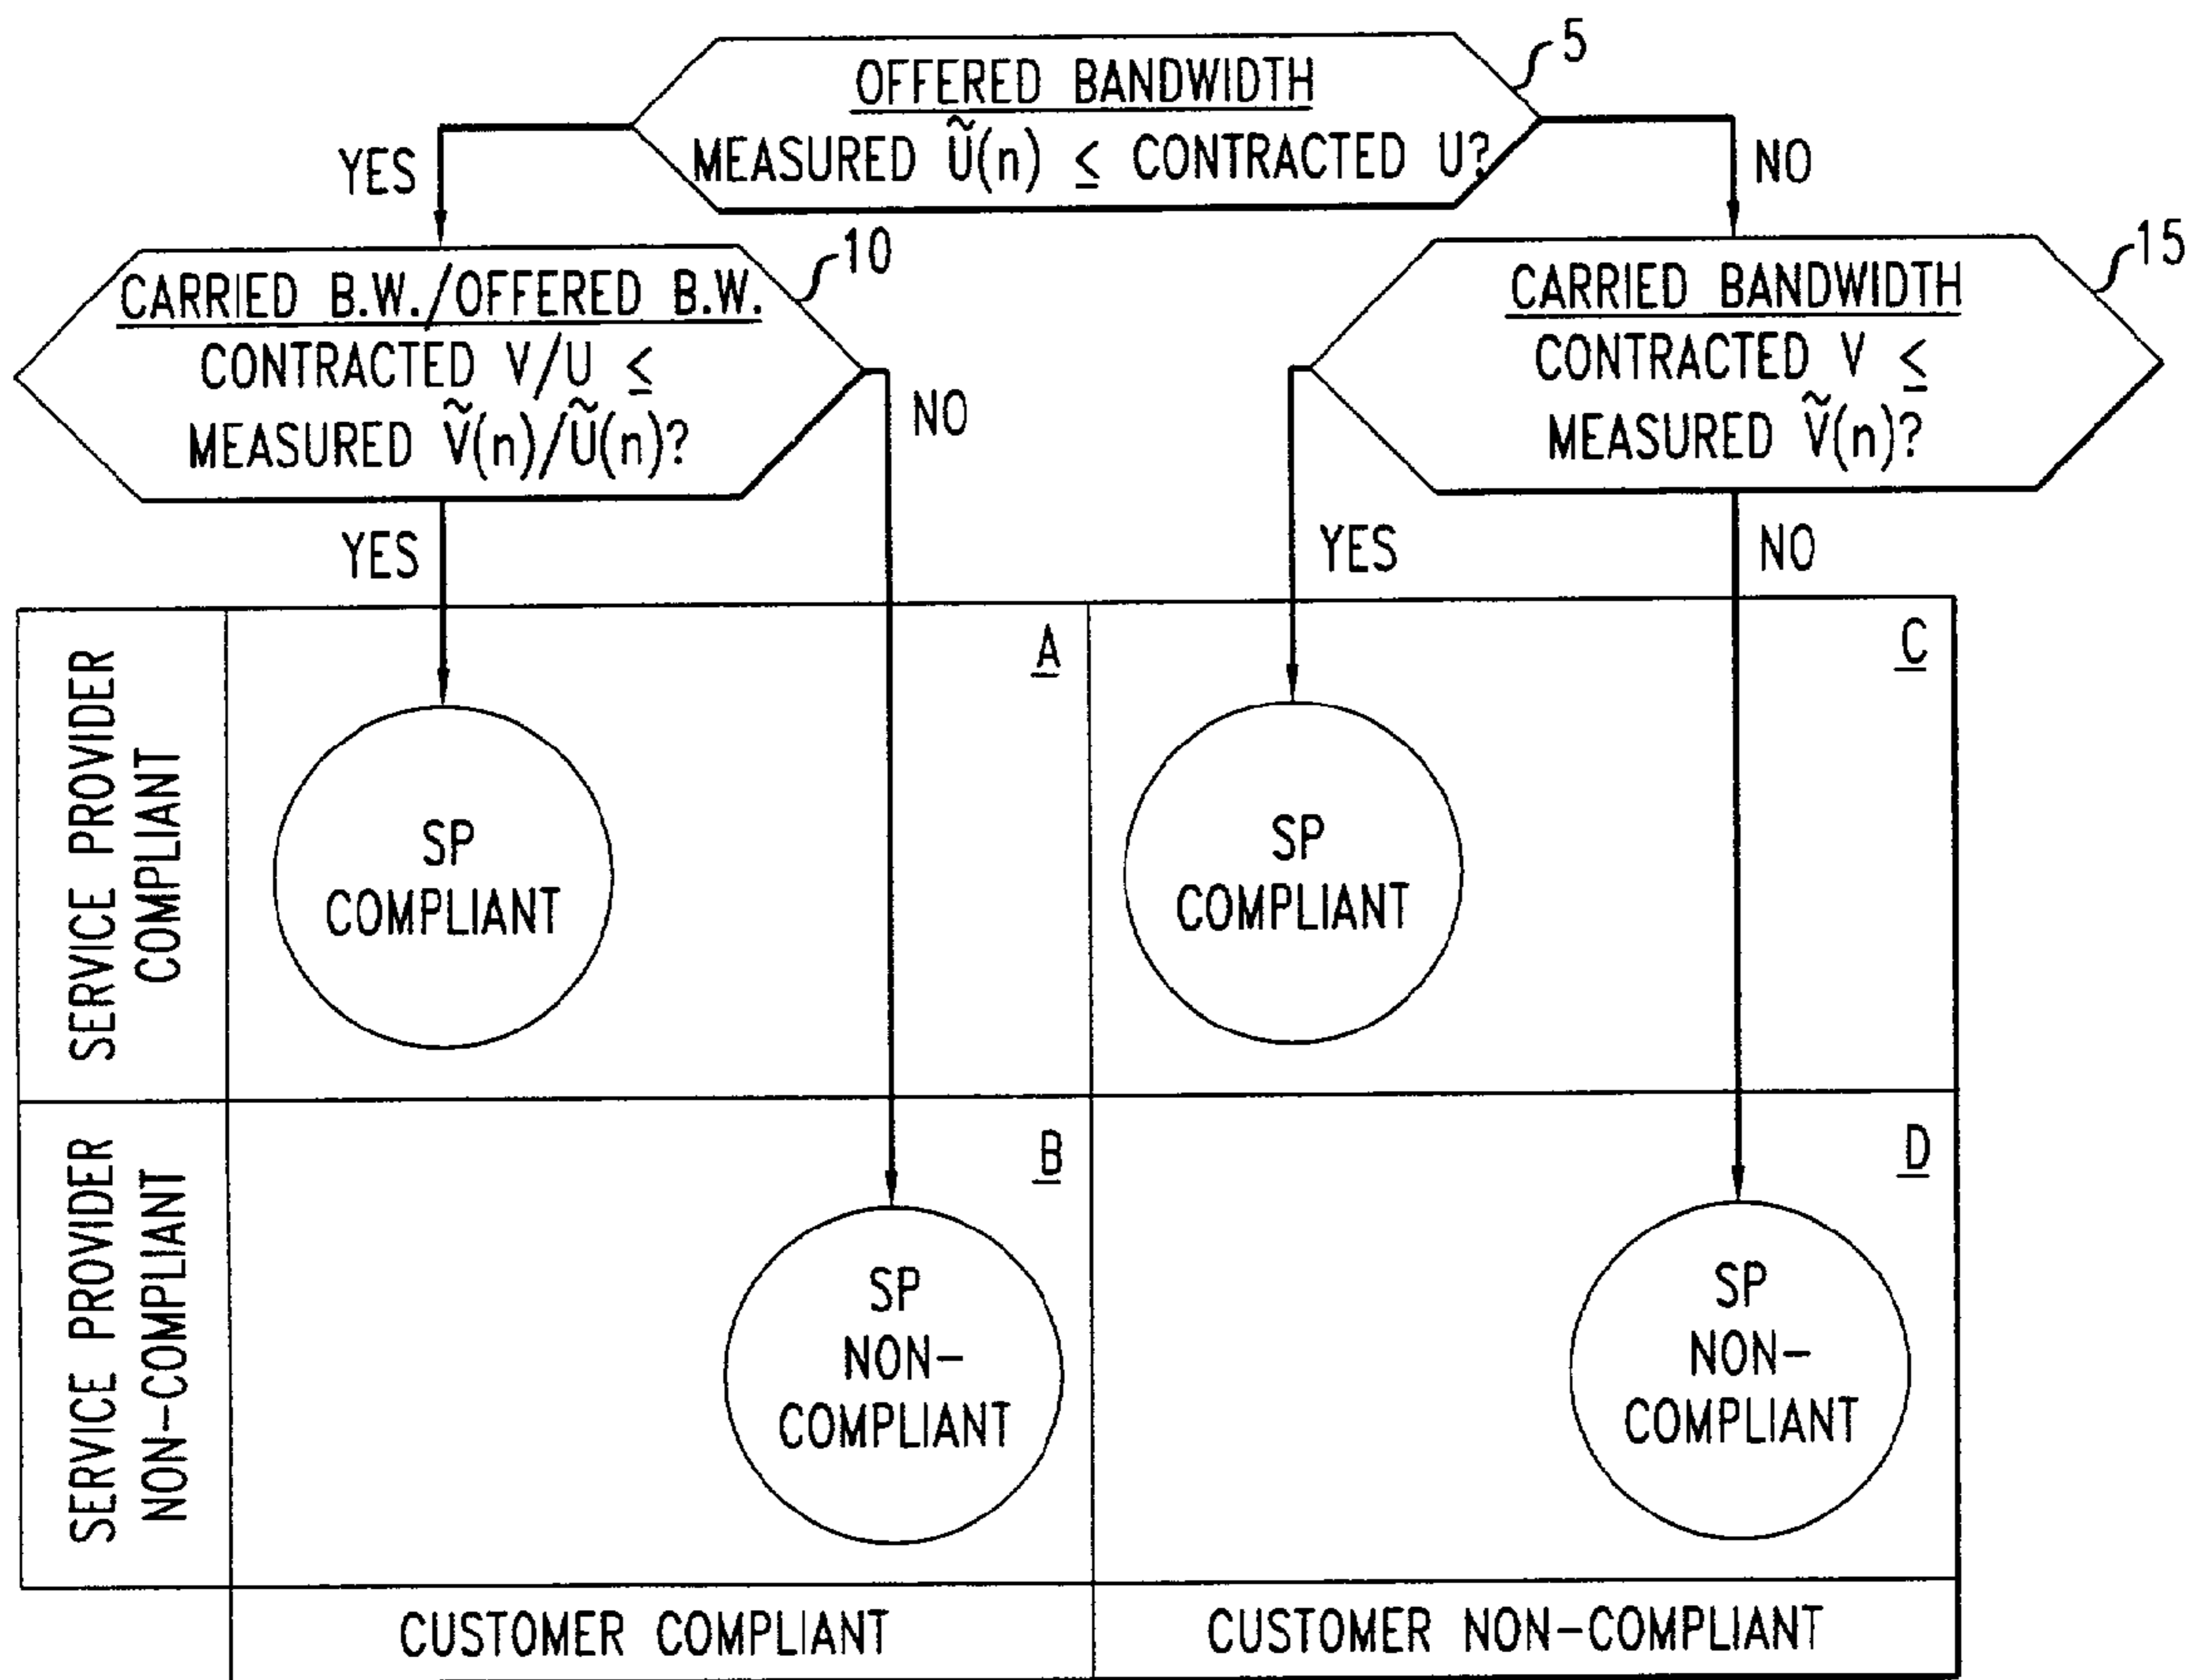 5
OFFERED BANDWIDTH
MEASURED Ũ(n) ≤ CONTRACTED U?
YES
NO
10
CARRIED B.W./OFFERED B.W.
CONTRACTED V/U ≤
MEASURED Ṽ(n)/Ũ(n)?
NO
YES
15
CARRIED BANDWIDTH
CONTRACTED V ≤
MEASURED Ṽ(n)?
YES
NO
SERVICE PROVIDER
COMPLIANT
A
SP
COMPLIANT
C
SP
COMPLIANT
SERVICE PROVIDER
NON-COMPLIANT
B
SP
NON-
COMPLIANT
D
SP
NON-
COMPLIANT
CUSTOMER COMPLIANT
CUSTOMER NON-COMPLIANT